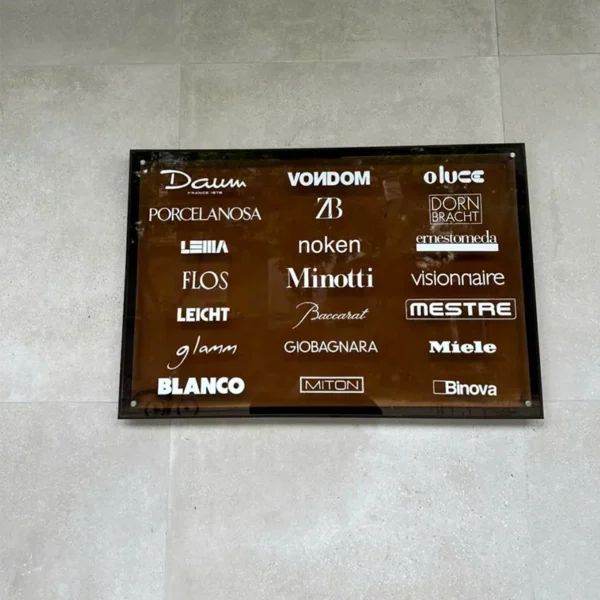 Daum VOИDOM oluce
FRANCE 1878
PORCELANOSA ZB DORN
BRACHT
LEMA noken ernestomeda
FLOS Minotti visionnaire
LEICHT Baccarat MESTRE
glamm GIOBAGNARA Miele
BLANCO MITON Binova